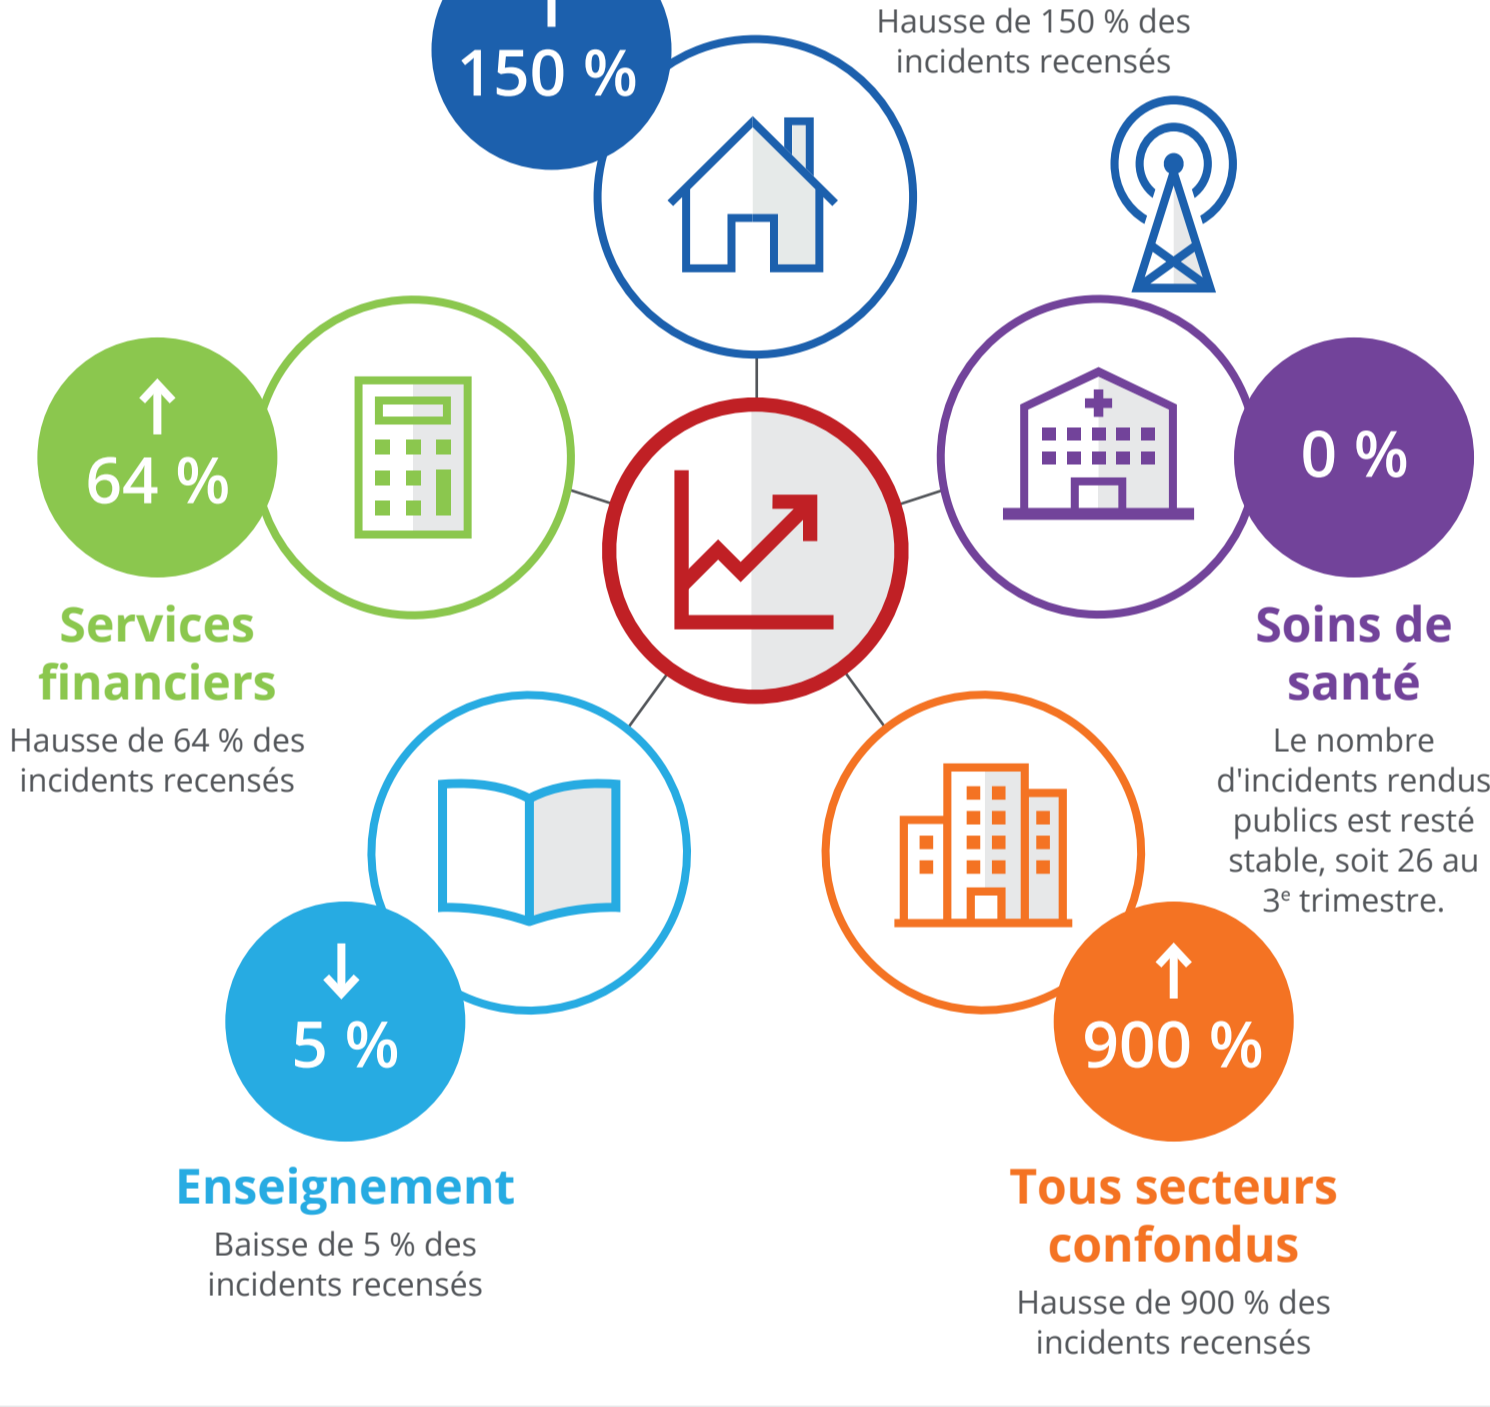 150 %
Hausse de 150 % des
incidents recensés
64 %
Services
financiers
Hausse de 64 % des
incidents recensés
0 %
Soins de
santé
Le nombre
d'incidents rendus
publics est resté
stable, soit 26 au
3e trimestre.
5 %
Enseignement
Baisse de 5 % des
incidents recensés
900 %
Tous secteurs
confondus
Hausse de 900 % des
incidents recensés